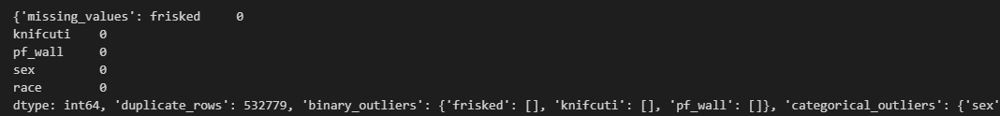 {'missing_values': frisked     0
knifcuti    0
pf_wall     0
sex         0
race        0
dtype: int64, 'duplicate_rows': 532779, 'binary_outliers': {'frisked': [], 'knifcuti': [], 'pf_wall': []}, 'categorical_outliers': {'sex'